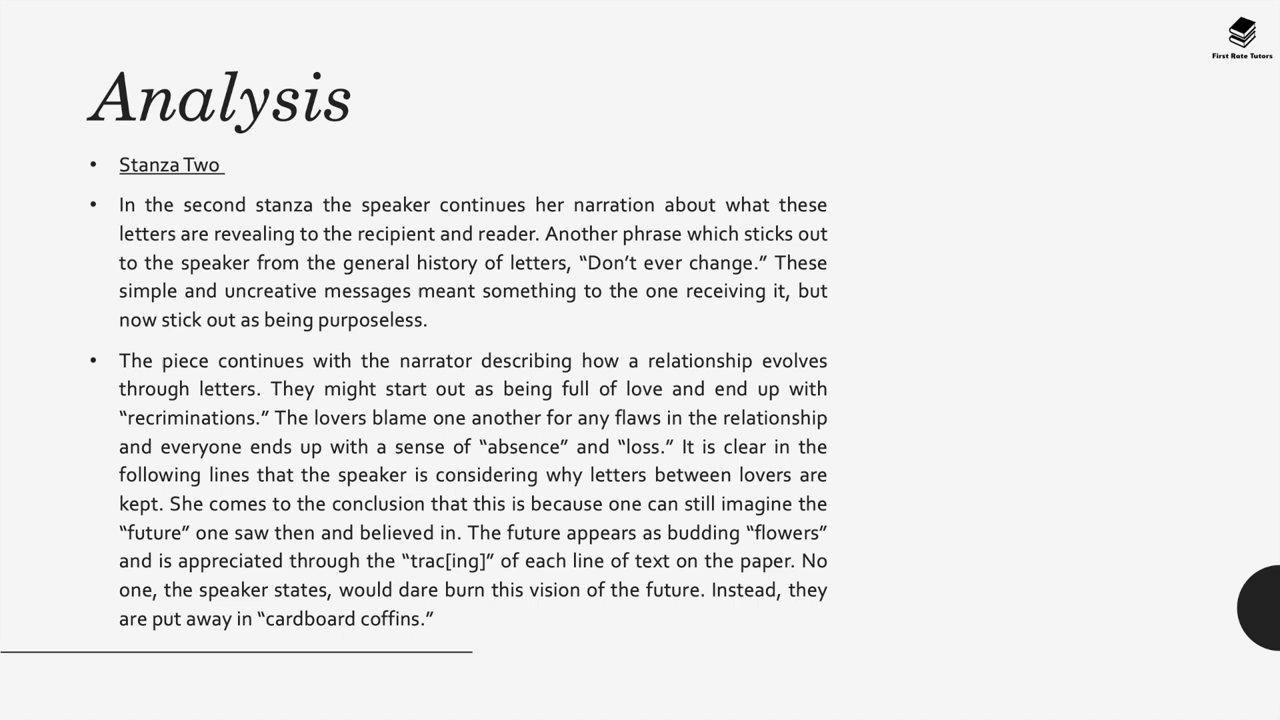 First Rate Tutors
Analysis
• Stanza Two
• In the second stanza the speaker continues her narration about what these
letters are revealing to the recipient and reader. Another phrase which sticks out
to the speaker from the general history of letters, “Don’t ever change.” These
simple and uncreative messages meant something to the one receiving it, but
now stick out as being purposeless.
• The piece continues with the narrator describing how a relationship evolves
through letters. They might start out as being full of love and end up with
“recriminations.” The lovers blame one another for any flaws in the relationship
and everyone ends up with a sense of “absence” and “loss.” It is clear in the
following lines that the speaker is considering why letters between lovers are
kept. She comes to the conclusion that this is because one can still imagine the
“future” one saw then and believed in. The future appears as budding “flowers”
and is appreciated through the “trac[ing]” of each line of text on the paper. No
one, the speaker states, would dare burn this vision of the future. Instead, they
are put away in “cardboard coffins.”